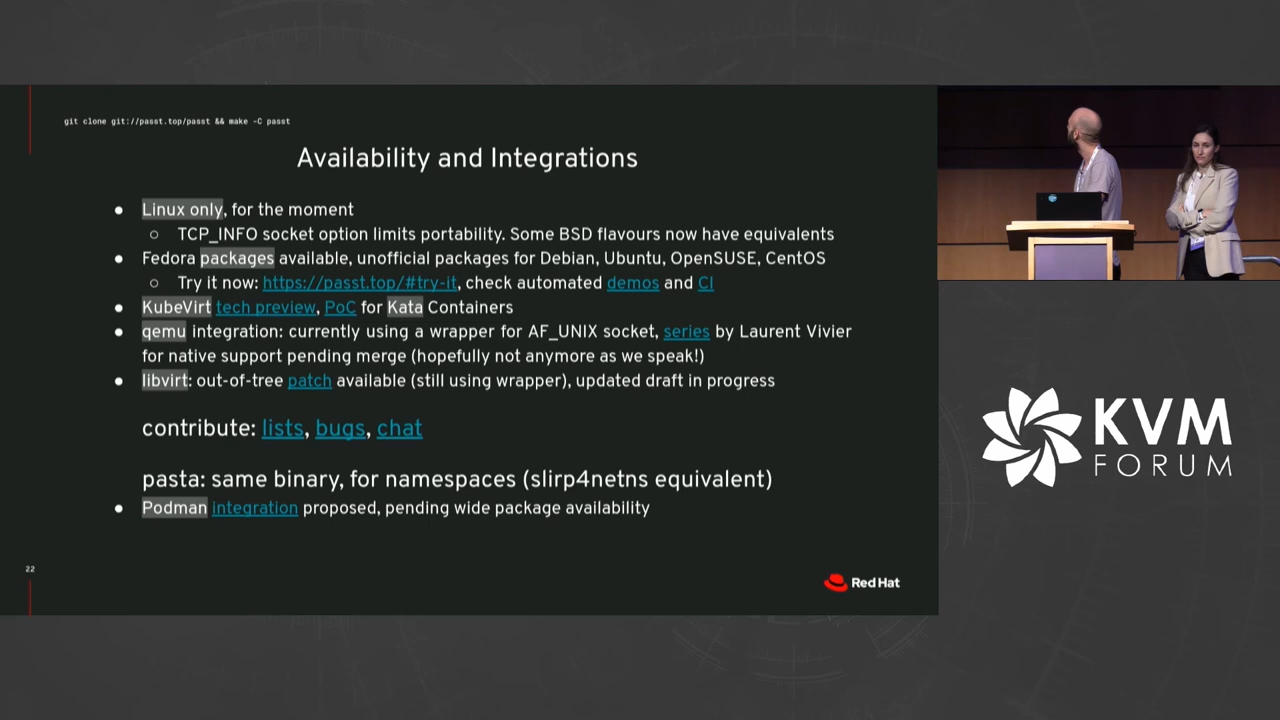 git clone git://passt.top/passt && make -C passt
Availability and Integrations
● Linux only, for the moment
○ TCP_INFO socket option limits portability. Some BSD flavours now have equivalents
● Fedora packages available, unofficial packages for Debian, Ubuntu, OpenSUSE, CentOS
○ Try it now: https://passt.top/#try-it, check automated demos and CI
● KubeVirt tech preview, PoC for Kata Containers
● qemu integration: currently using a wrapper for AF_UNIX socket, series by Laurent Vivier
for native support pending merge (hopefully not anymore as we speak!)
● libvirt: out-of-tree patch available (still using wrapper), updated draft in progress
contribute: lists, bugs, chat
pasta: same binary, for namespaces (slirp4netns equivalent)
● Podman integration proposed, pending wide package availability
22
Red Hat
KVM
FORUM